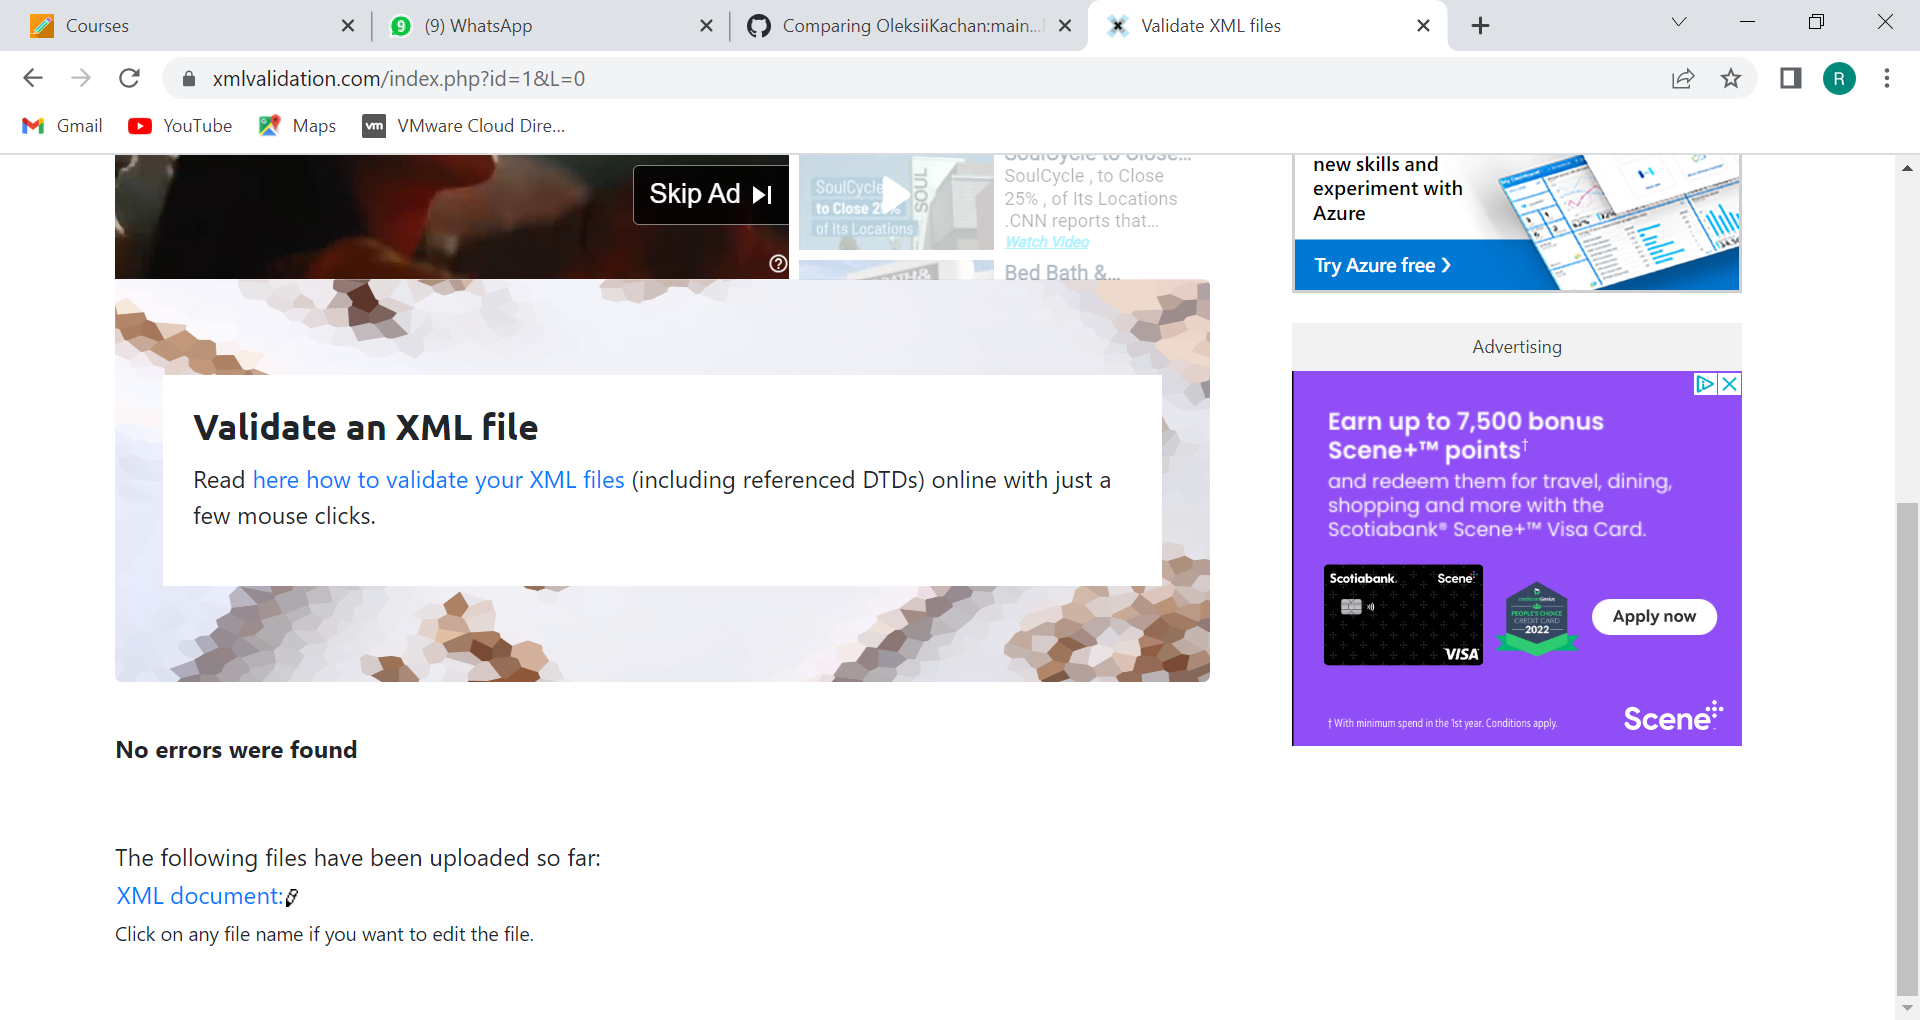 Courses
(9) WhatsApp
Comparing OleksiiKachan:main...
Validate XML files
xmlvalidation.com/index.php?id=1&L=0
R
Gmail
YouTube
Maps
vm
VMware Cloud Dire...
Skip Ad
SoulCycle
to Close 25%
of Its Locations
SOUL
SoulCycle to Close...
SoulCycle , to Close
25% , of Its Locations
.CNN reports that...
Watch Video
Bed Bath &...
new skills and
experiment with
Azure
Try Azure free ❯
Validate an XML file
Read here how to validate your XML files (including referenced DTDs) online with just a
few mouse clicks.
No errors were found
The following files have been uploaded so far:
XML document:
Click on any file name if you want to edit the file.
Advertising
Earn up to 7,500 bonus
Scene+™ points†
and redeem them for travel, dining,
shopping and more with the
Scotiabank® Scene+™ Visa Card.
Scotiabank
Scene+
VISA
PEOPLE'S CHOICE
CREDIT CARD
2022
Apply now
† With minimum spend in the 1st year. Conditions apply.
Scene+